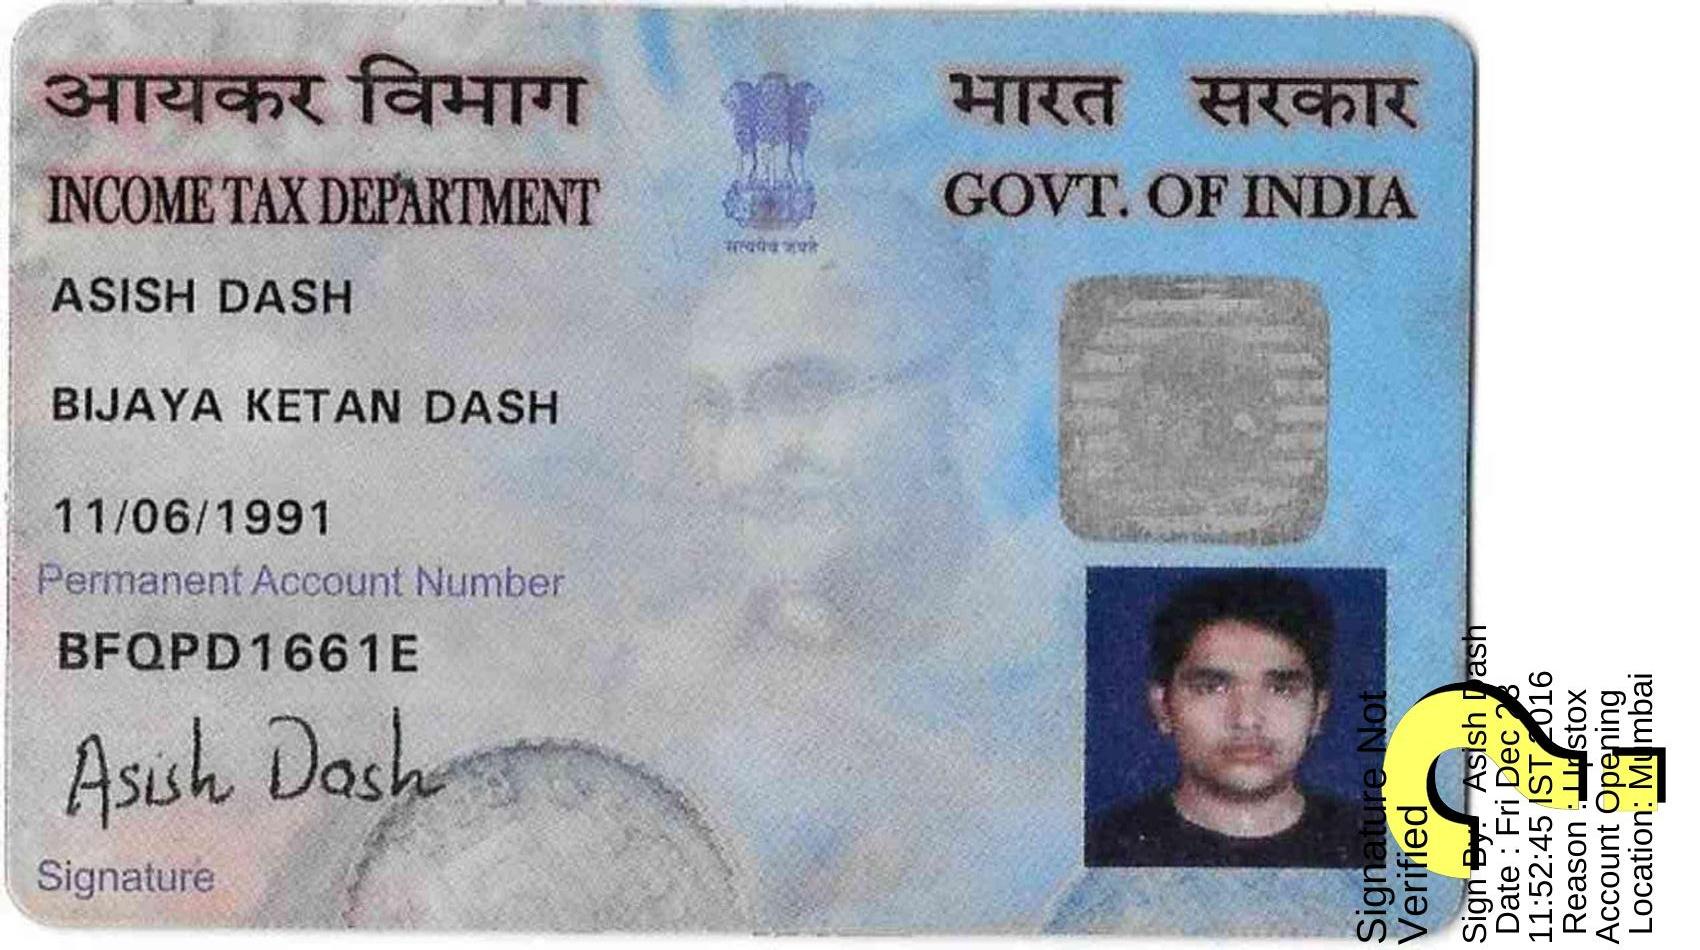 आयकर विभाग
भारत सरकार
INCOME TAX DEPARTMENT
GOVT. OF INDIA
सत्यमेव जयते
ASISH DASH
BIJAYA KETAN DASH
11/06/1991
Permanent Account Number
BFQPD1661E
Asish Dash
Signature
Signature Not
Verified
Sign By: Asish Dash
Date : Fri Dec 23
11:52:45 IST 2016
Reason : Upstox
Account Opening
Location: Mumbai